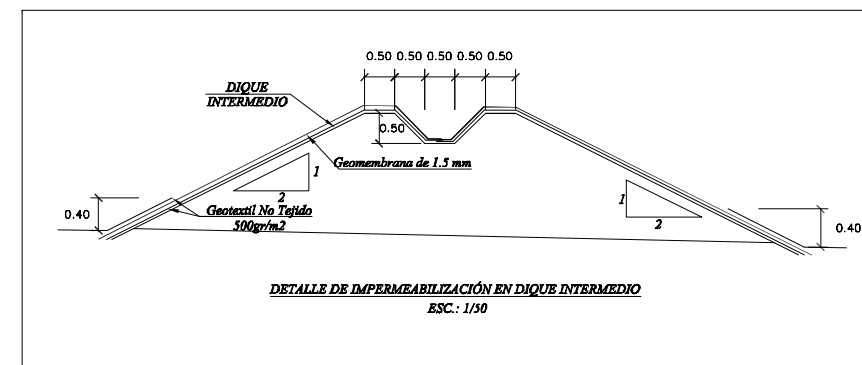 0.50 0.50 0.50 0.50 0.50
DIQUE
INTERMEDIO
0.50
Geomembrana de 1.5 mm
1
2
1
2
0.40
Geotextil No Tejido
500gr/m2
0.40
DETALLE DE IMPERMEABILIZACIÓN EN DIQUE INTERMEDIO
ESC.: 1/50